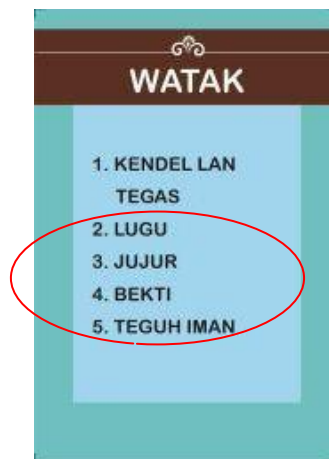 WATAK
1. KENDEL LAN
TEGAS
2. LUGU
3. JUJUR
4. BEKTI
5. TEGUH IMAN